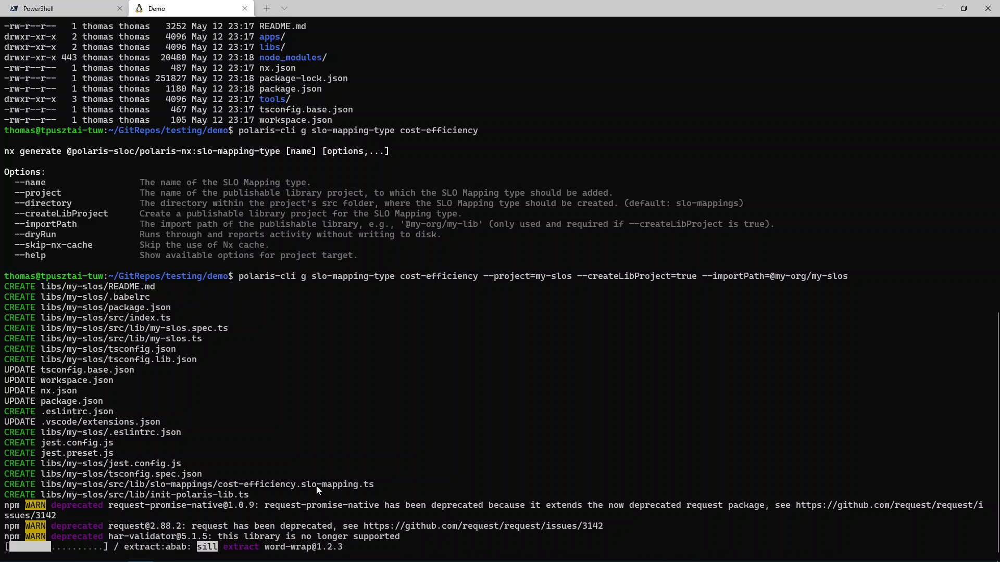 PowerShell
Demo
-rw-r--r--   1 thomas thomas   3252 May 12 23:17 README.md
drwxr-xr-x   2 thomas thomas   4096 May 12 23:17 apps/
drwxr-xr-x   2 thomas thomas   4096 May 12 23:17 libs/
drwxr-xr-x 443 thomas thomas  20480 May 12 23:18 node_modules/
-rw-r--r--   1 thomas thomas    487 May 12 23:17 nx.json
-rw-r--r--   1 thomas thomas 251827 May 12 23:18 package-lock.json
-rw-r--r--   1 thomas thomas   1180 May 12 23:18 package.json
drwxr-xr-x   3 thomas thomas   4096 May 12 23:17 tools/
-rw-r--r--   1 thomas thomas    467 May 12 23:17 tsconfig.base.json
-rw-r--r--   1 thomas thomas    105 May 12 23:17 workspace.json
thomas@tpusztai-tuw:~/GitRepos/testing/demo$ polaris-cli g slo-mapping-type cost-efficiency
nx generate @polaris-sloc/polaris-nx:slo-mapping-type [name] [options,...]
Options:
  --name                  The name of the SLO Mapping type.
  --project               The name of the publishable library project, to which the SLO Mapping type should be added.
  --directory             The directory within the project's src folder, where the SLO Mapping type should be created. (default: slo-mappings)
  --createLibProject      Create a publishable library project for the SLO Mapping type.
  --importPath            The import path of the publishable library, e.g., '@my-org/my-lib' (only used and required if --createLibProject is true).
  --dryRun                Runs through and reports activity without writing to disk.
  --skip-nx-cache         Skip the use of Nx cache.
  --help                  Show available options for project target.
thomas@tpusztai-tuw:~/GitRepos/testing/demo$ polaris-cli g slo-mapping-type cost-efficiency --project=my-slos --createLibProject=true --importPath=@my-org/my-slos
CREATE libs/my-slos/README.md
CREATE libs/my-slos/.babelrc
CREATE libs/my-slos/package.json
CREATE libs/my-slos/src/index.ts
CREATE libs/my-slos/src/lib/my-slos.spec.ts
CREATE libs/my-slos/src/lib/my-slos.ts
CREATE libs/my-slos/tsconfig.json
CREATE libs/my-slos/tsconfig.lib.json
UPDATE tsconfig.base.json
UPDATE workspace.json
UPDATE nx.json
UPDATE package.json
CREATE .eslintrc.json
UPDATE .vscode/extensions.json
CREATE libs/my-slos/.eslintrc.json
CREATE jest.config.js
CREATE jest.preset.js
CREATE libs/my-slos/jest.config.js
CREATE libs/my-slos/tsconfig.spec.json
CREATE libs/my-slos/src/lib/slo-mappings/cost-efficiency.slo-mapping.ts
CREATE libs/my-slos/src/lib/init-polaris-lib.ts
npm WARN deprecated request-promise-native@1.0.9: request-promise-native has been deprecated because it extends the now deprecated request package, see https://github.com/request/request/i
ssues/3142
npm WARN deprecated request@2.88.2: request has been deprecated, see https://github.com/request/request/issues/3142
npm WARN deprecated har-validator@5.1.5: this library is no longer supported
[        ..........] / extract:abab: sill extract word-wrap@1.2.3